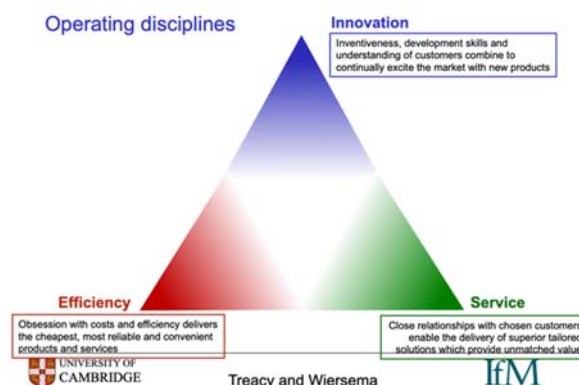 Operating disciplines
Innovation
Inventiveness, development skills and
understanding of customers combine to
continually excite the market with new products
Efficiency
Obsession with costs and efficiency delivers
the cheapest, most reliable and convenient
products and services
Service
Close relationships with chosen customers
enable the delivery of superior tailored
solutions which provide unmatched value
UNIVERSITY OF
CAMBRIDGE
Treacy and Wiersema
IfM